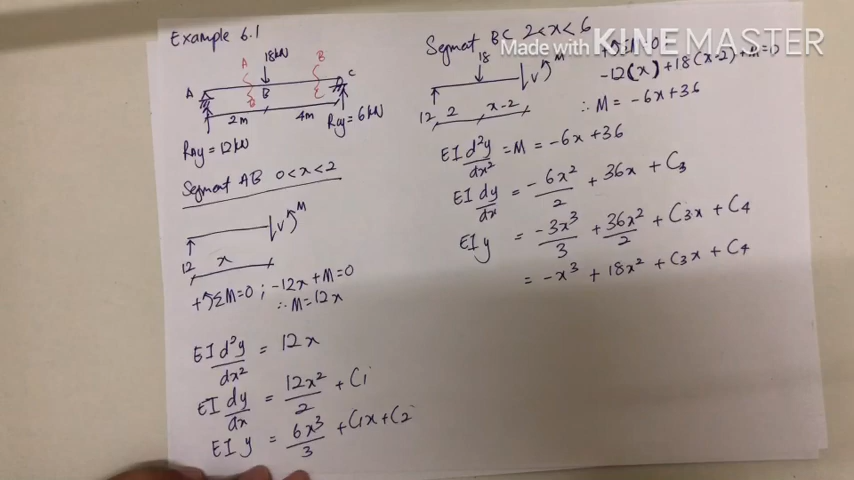 Example 6.1
A
18kN
B
A
B
C
2m
4m
RAy = 12kN
RCy = 6kN
Segment AB 0<x<2
V
M
12
x
+↶ΣM=0 ; -12x + M = 0
∴ M = 12x
EI d²y/dx² = 12x
EI dy/dx = 12x²/2 + C1
EI y = 6x³/3 + C1x + C2
Segment BC 2<x<6
Made with KINEMASTER
18
V
M
12
2
x-2
-12(x) + 18(x-2) + M = 0
∴ M = -6x + 36
EI d²y/dx² = M = -6x + 36
EI dy/dx = -6x²/2 + 36x + C3
EI y = -3x³/3 + 36x²/2 + C3x + C4
= -x³ + 18x² + C3x + C4